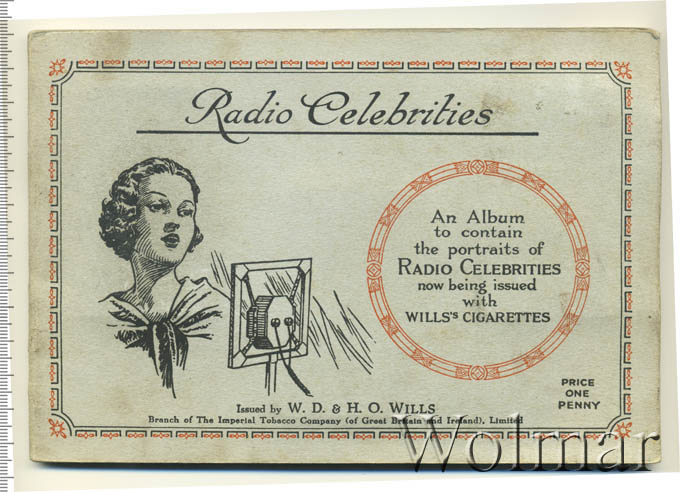 Radio Celebrities
An Album
to contain
the portraits of
RADIO CELEBRITIES
now being issued
with
WILLS'S CIGARETTES
PRICE
ONE
PENNY
Issued by W. D. & H. O. WILLS
Branch of The Imperial Tobacco Company (of Great Britain and Ireland), Limited
Wolmar